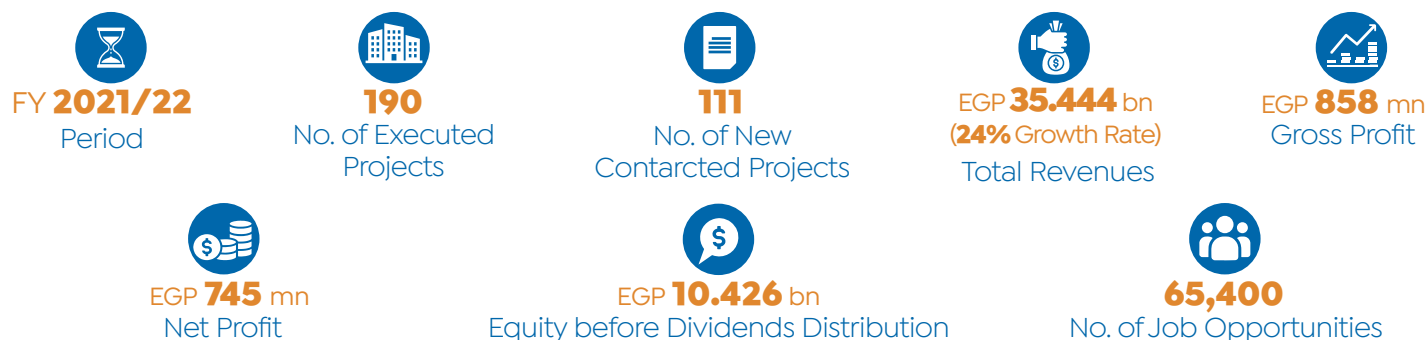 FY 2021/22
Period
190
No. of Executed
Projects
111
No. of New
Contarcted Projects
EGP 35.444 bn
(24% Growth Rate)
Total Revenues
EGP 858 mn
Gross Profit
EGP 745 mn
Net Profit
EGP 10.426 bn
Equity before Dividends Distribution
65,400
No. of Job Opportunities